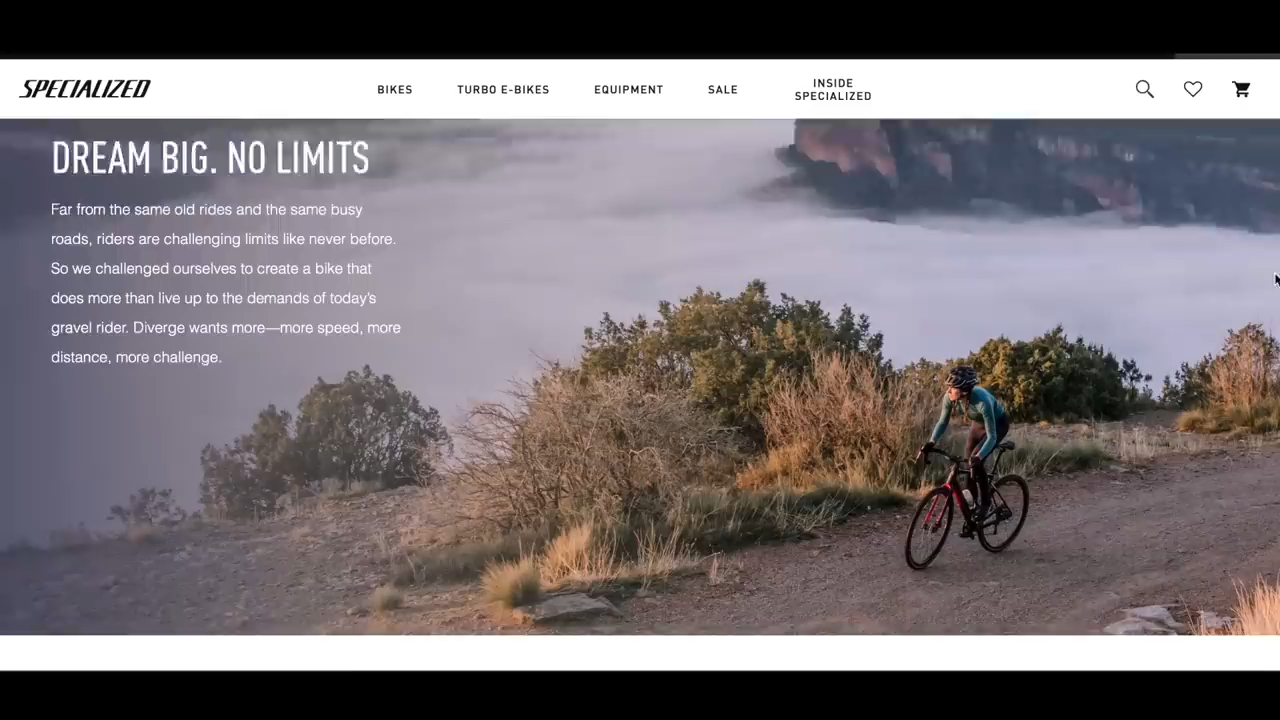 SPECIALIZED
BIKES
TURBO E-BIKES
EQUIPMENT
SALE
INSIDE
SPECIALIZED
DREAM BIG. NO LIMITS
Far from the same old rides and the same busy
roads, riders are challenging limits like never before.
So we challenged ourselves to create a bike that
does more than live up to the demands of today's
gravel rider. Diverge wants more—more speed, more
distance, more challenge.